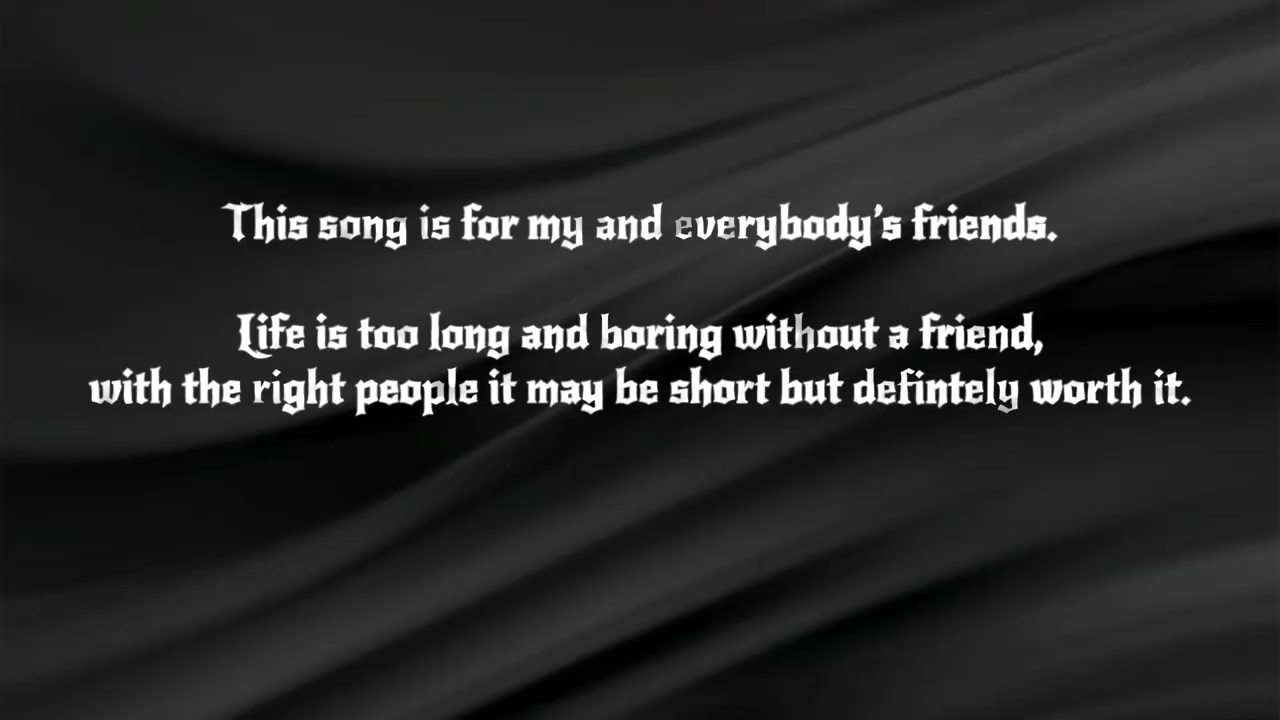 This song is for my and everybody's friends.
Life is too long and boring without a friend,
with the right people it may be short but defintely worth it.